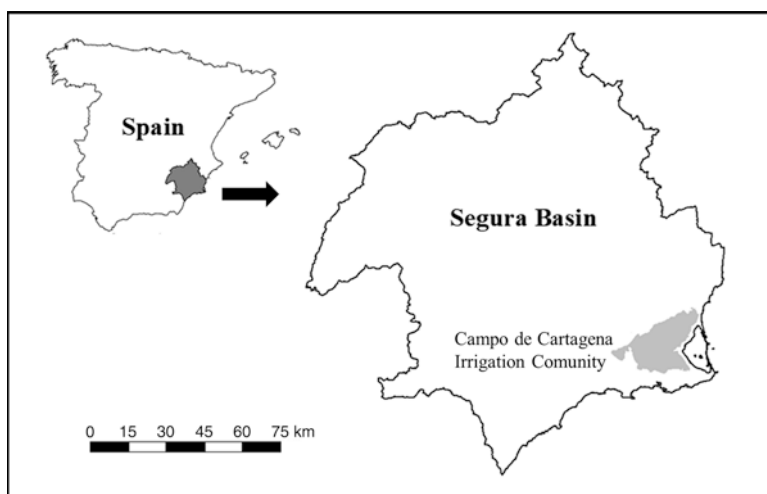 Spain
Segura Basin
Campo de Cartagena
Irrigation Comunity
0 15 30 45 60 75 km